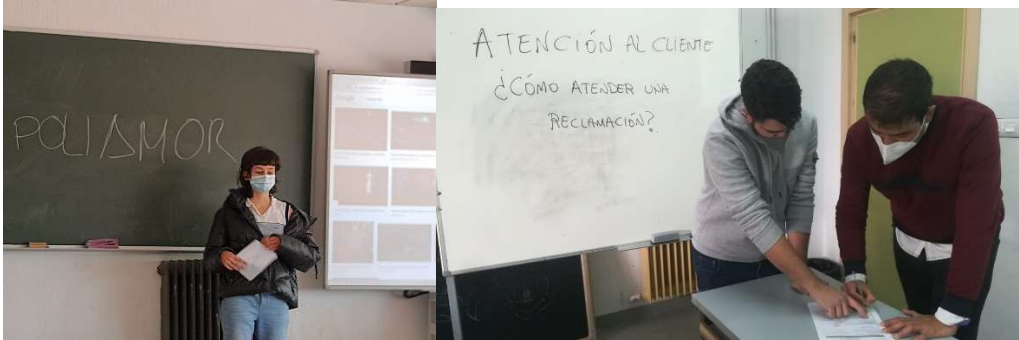 POLIAMOR
ATENCIÓN AL CLIENTE
¿CÓMO ATENDER UNA
RECLAMACIÓN?